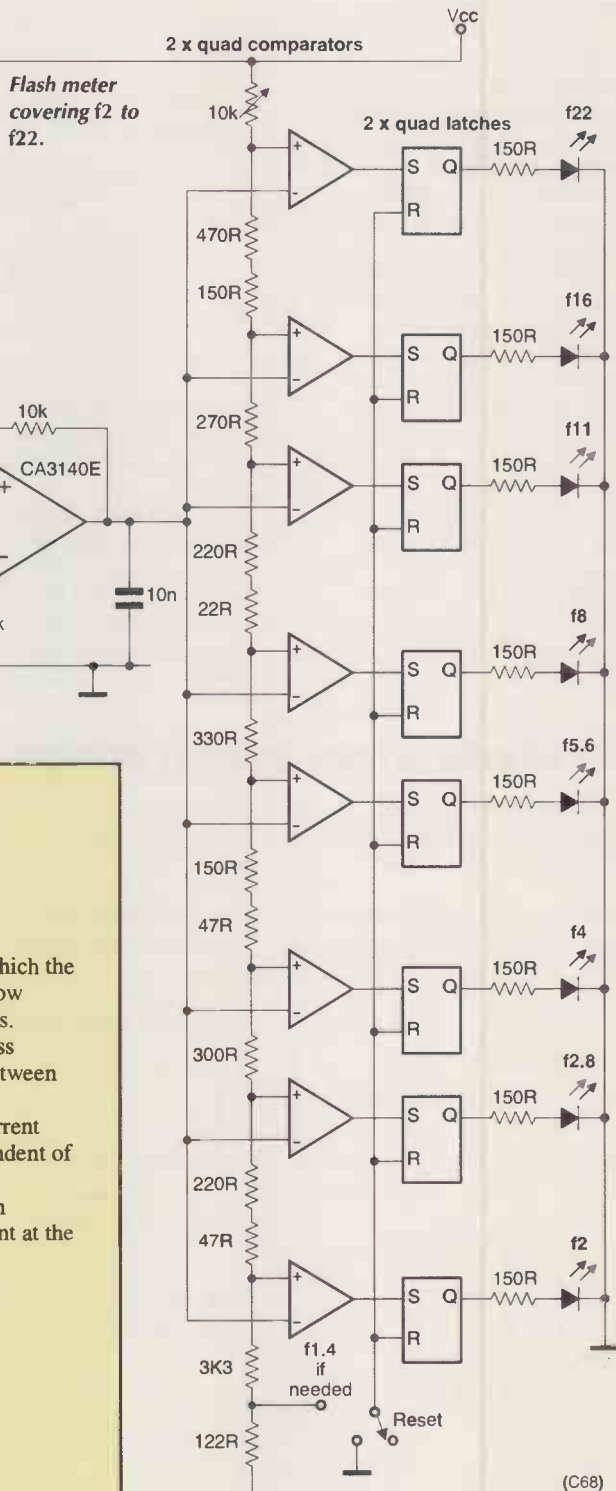 Vcc
2 x quad comparators
Flash meter
covering f2 to
f22.
10k
2 x quad latches
f22
150R
+
-
S Q
R
470R
150R
f16
150R
+
-
S Q
R
10k
270R
f11
150R
CA3140E
+
-
+
-
S Q
R
220R
10n
22R
k
f8
150R
+
-
S Q
R
330R
f5.6
150R
+
-
S Q
R
150R
47R
f4
150R
+
-
S Q
R
hich the
ow
s.
ss
tween
300R
f2.8
150R
+
-
S Q
R
rrent
ndent of
n
nt at the
220R
47R
f2
150R
+
-
S Q
R
3K3
f1.4
if
needed
Reset
122R
(C68)